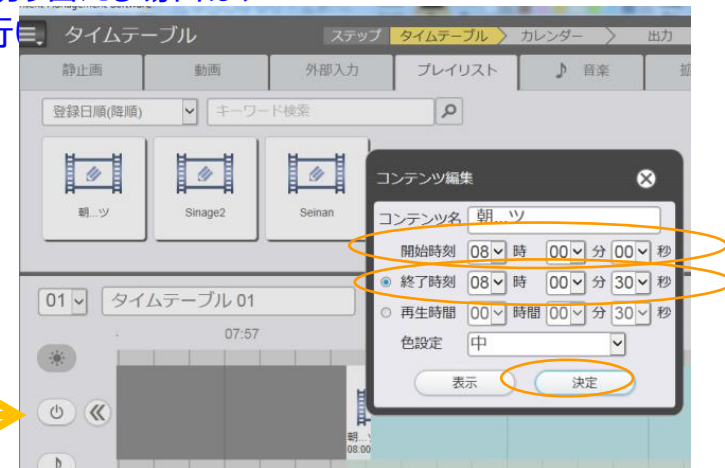 タイムテーブル
ステップ タイムテーブル カレンダー 出力
静止画 動画 外部入力 プレイリスト ♪ 音楽
登録日順(降順) キーワード検索
朝...ツ Sinage2 Seinan
コンテンツ編集
コンテンツ名 朝...ツ
開始時刻 08 時 00 分 00 秒
終了時刻 08 時 00 分 30 秒
再生時間 00 時間 00 分 30 秒
色設定 中
表示 決定
01 タイムテーブル 01
07:57
朝...
08:00